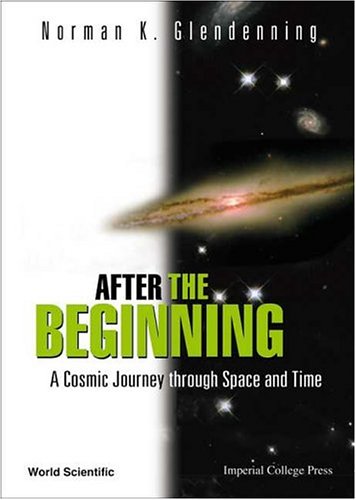 Norman K. Glendenning
AFTER THE
BEGINNING
A Cosmic Journey through Space and Time
World Scientific
Imperial College Press